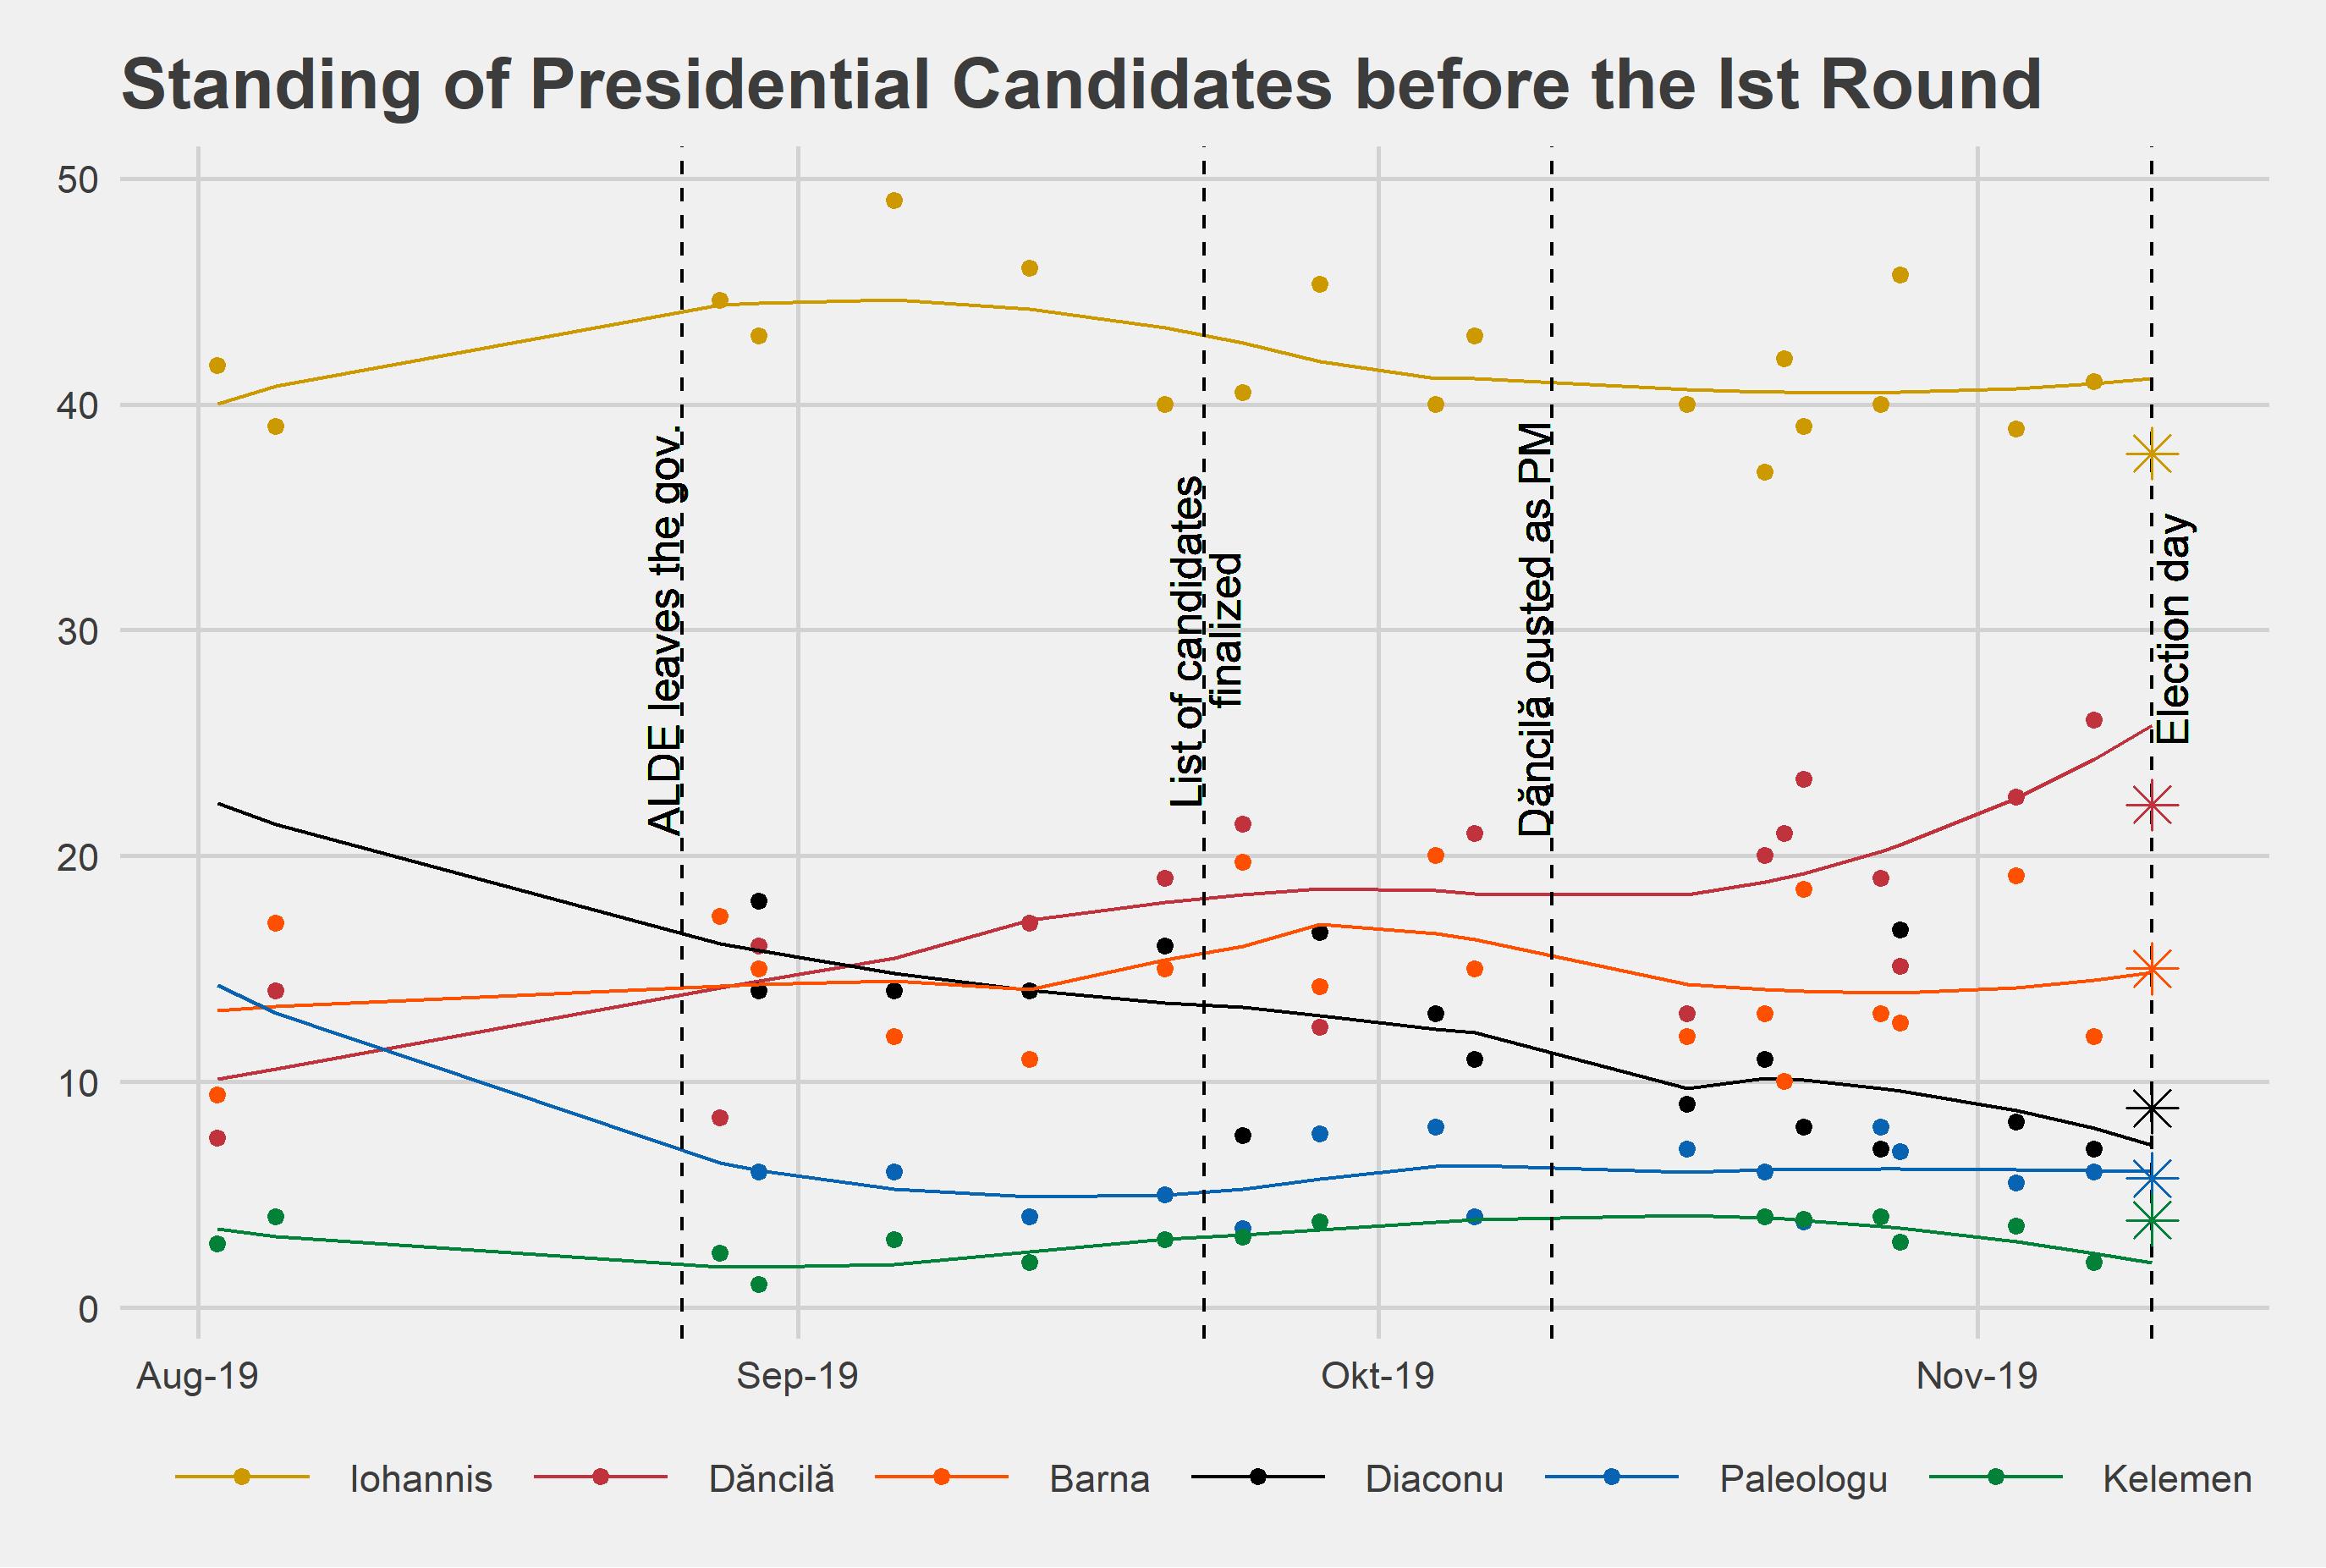 Standing of Presidential Candidates before the Ist Round
50
40
30
20
10
0
ALDE leaves the gov.
List of candidates
finalized
Dăncilă ousted as PM
Election day
Aug-19
Sep-19
Okt-19
Nov-19
Iohannis
Dăncilă
Barna
Diaconu
Paleologu
Kelemen